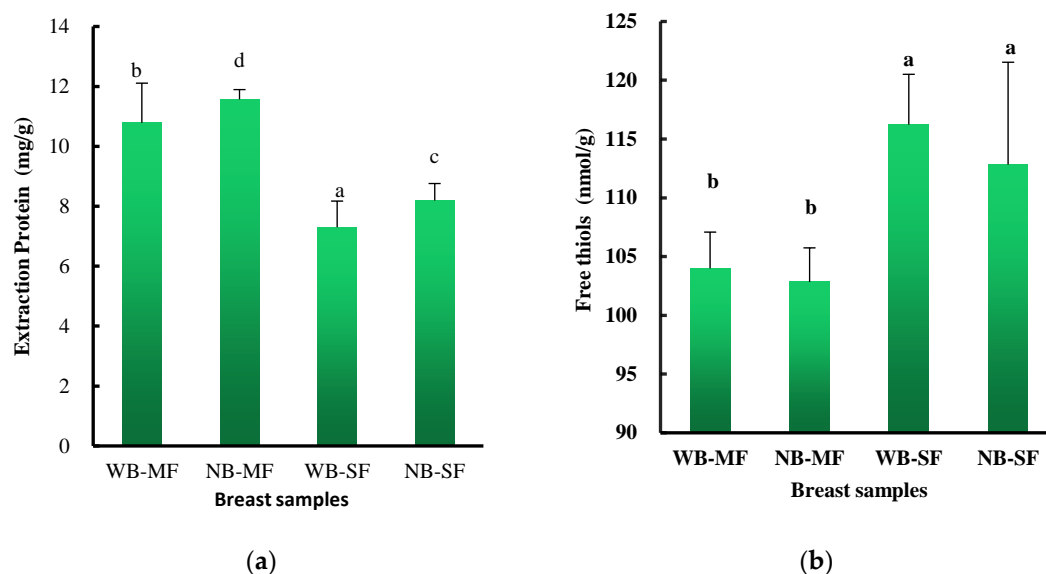 Extraction Protein (mg/g)
14
12
10
8
6
4
2
0
b
d
a
c
WB-MF NB-MF WB-SF NB-SF
Breast samples
(a)
Free thiols (nmol/g)
125
120
115
110
105
100
95
90
b
b
a
a
WB-MF NB-MF WB-SF NB-SF
Breast samples
(b)